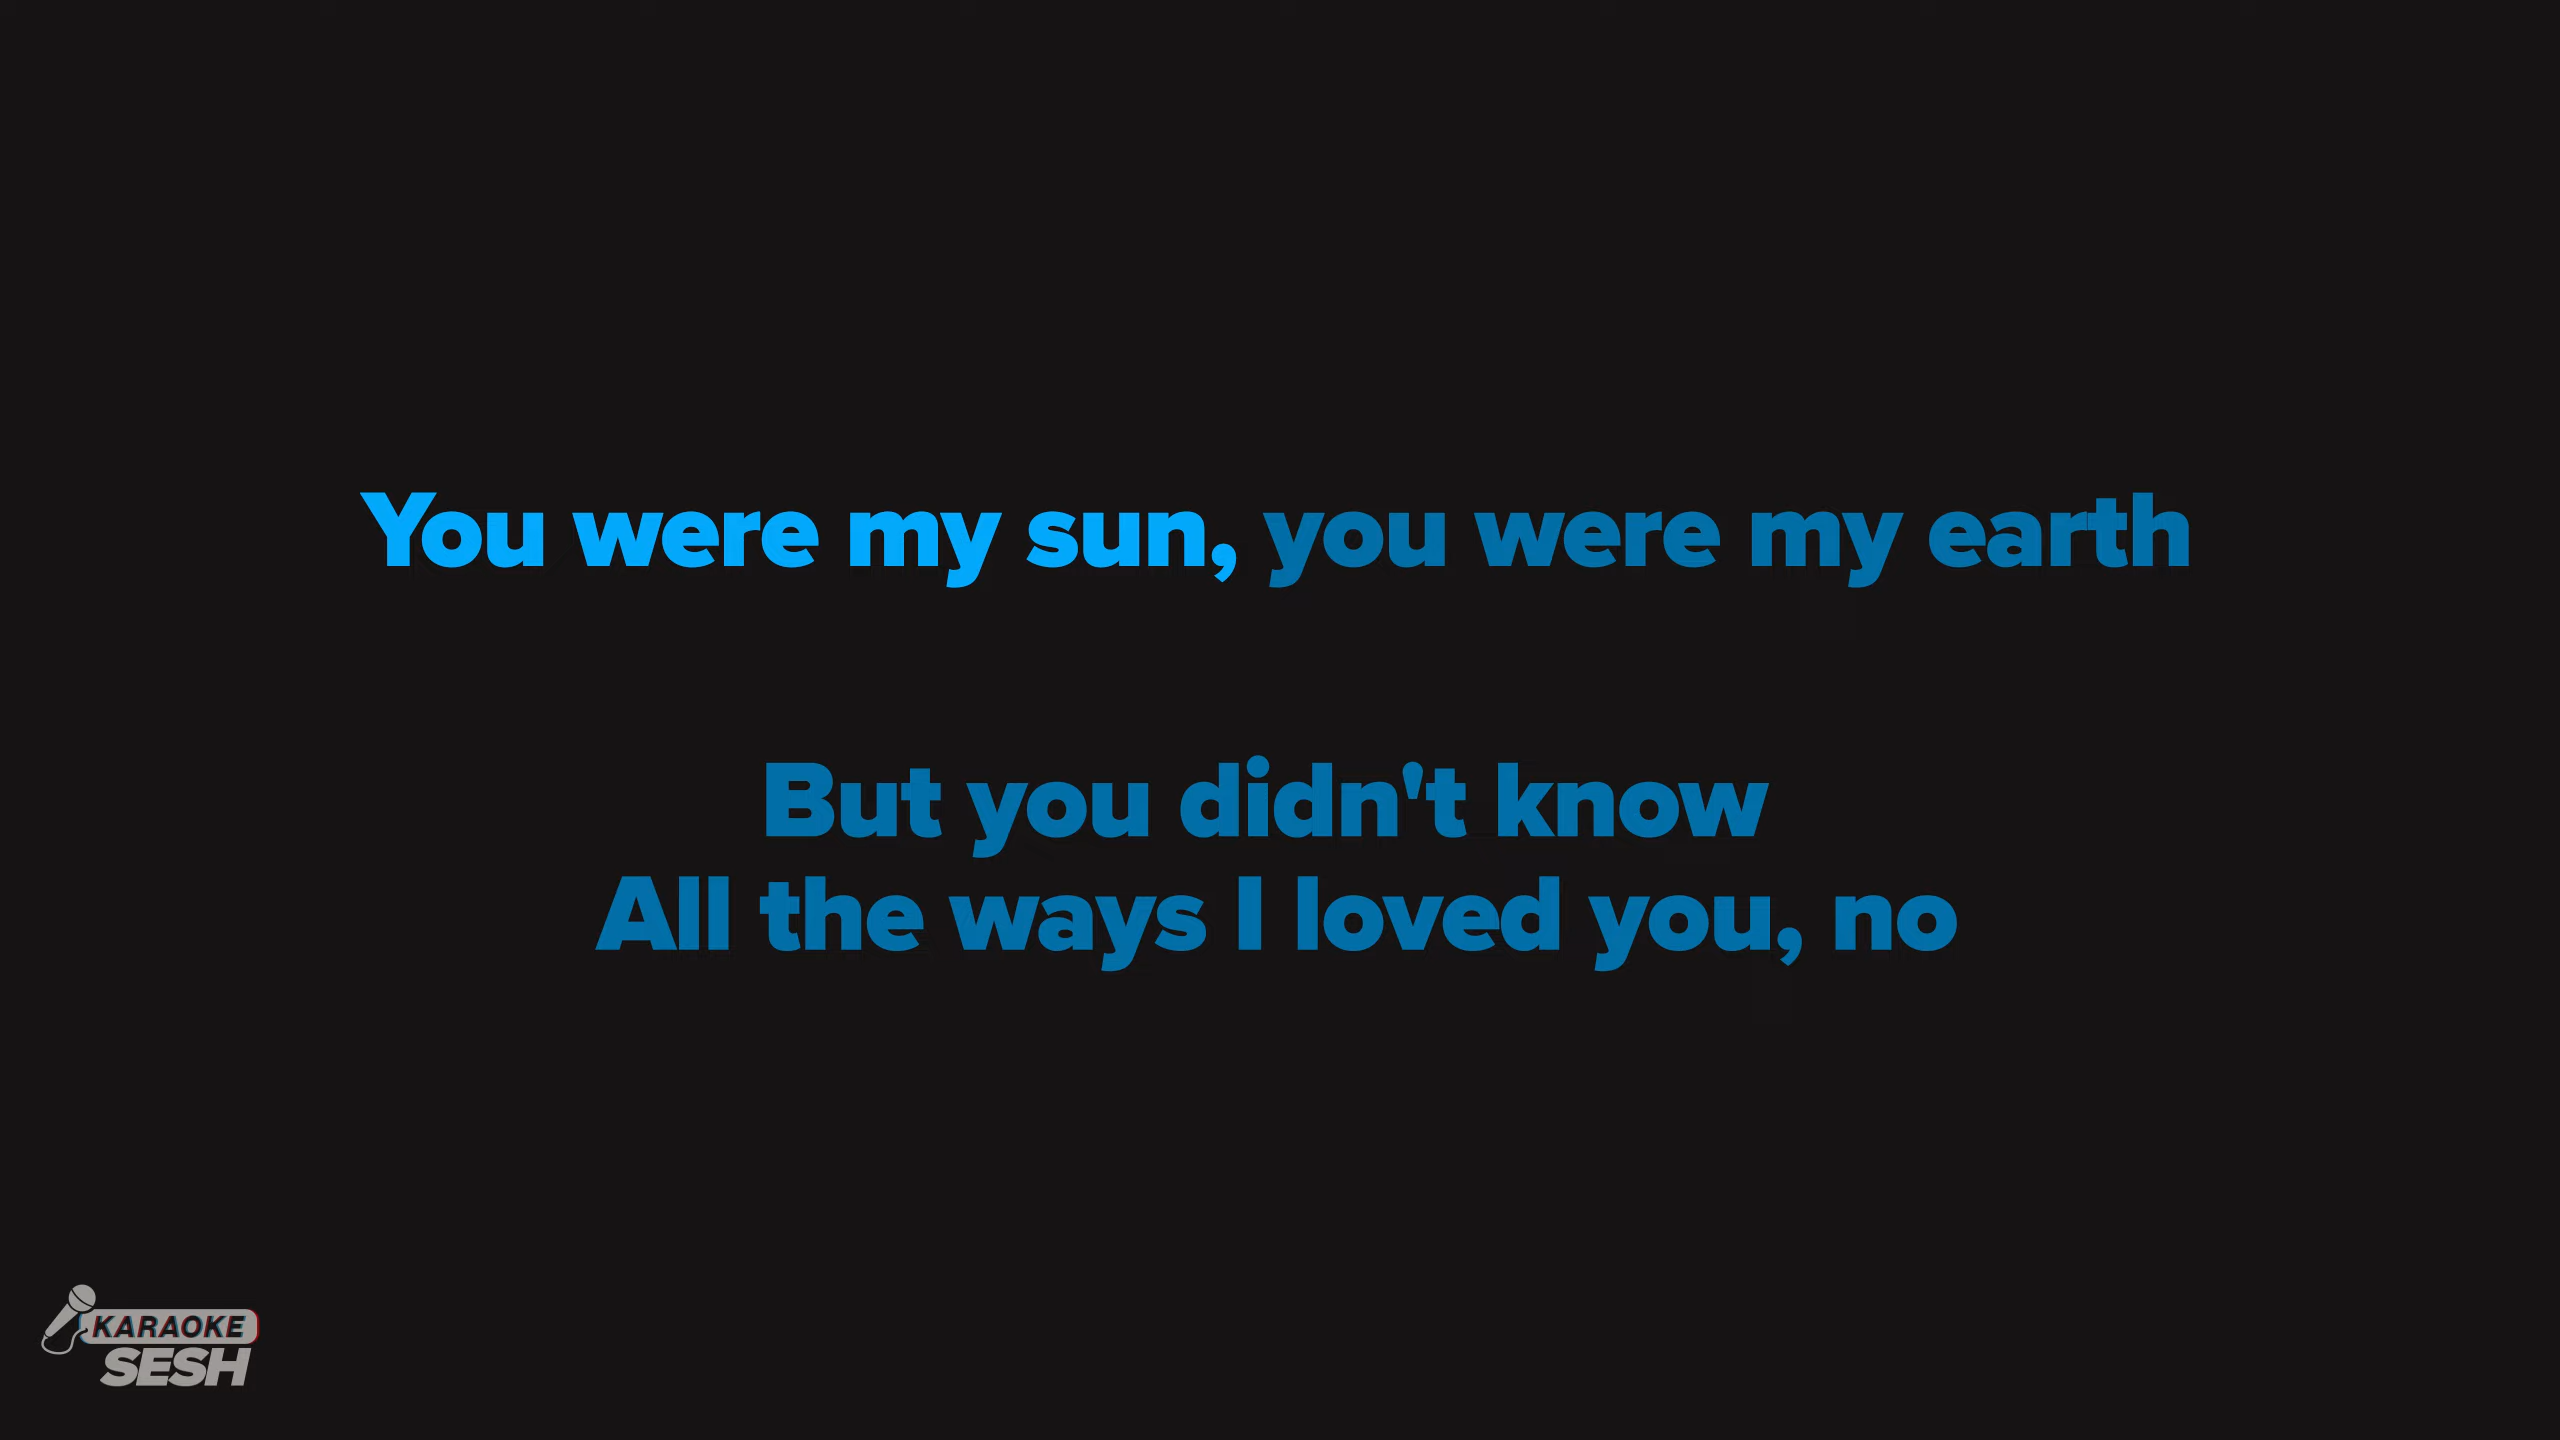 You were my sun, you were my earth
But you didn't know
All the ways I loved you, no
KARAOKE
SESH